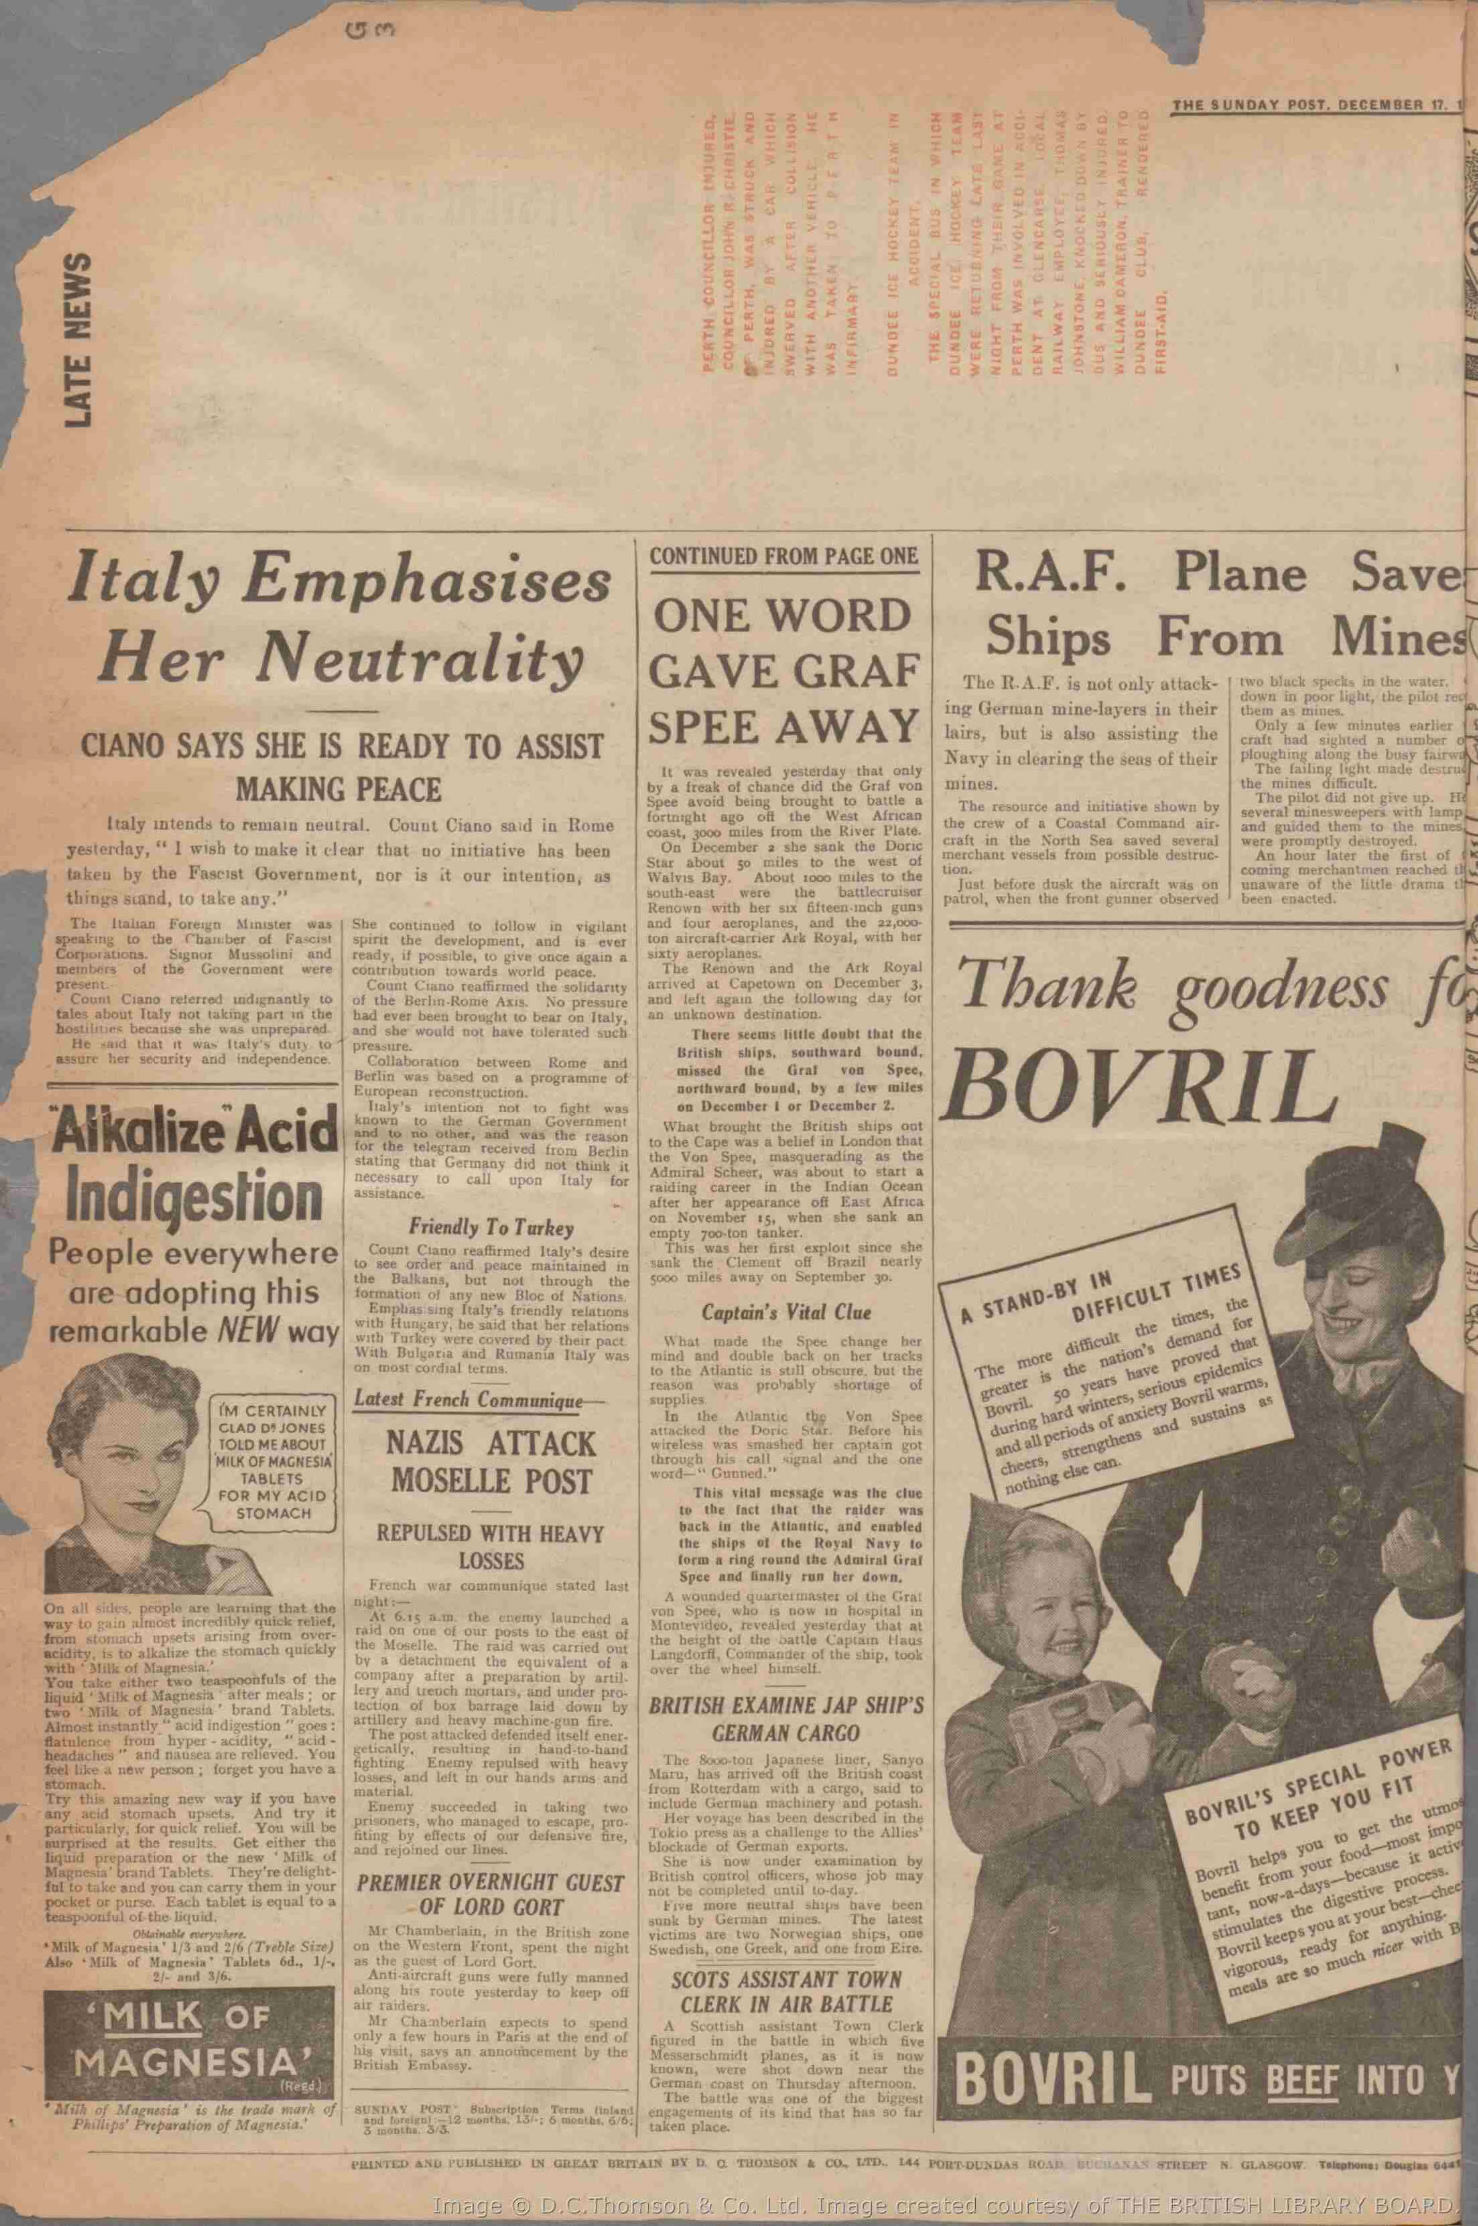 THE SUNDAY POST, DECEMBER 17.
LATE NEWS
PERTH COUNCILLOR INJURED.
COUNCILLOR JOHN R. CHRISTIE,
OF PERTH, WAS STRUCK AND
INJURED BY A CAR WHICH
SWERVED AFTER COLLISION
WITH ANOTHER VEHICLE. HE
WAS TAKEN TO PERTH
INFIRMARY.
DUNDEE ICE HOCKEY TEAM IN
ACCIDENT.
THE SPECIAL BUS IN WHICH
DUNDEE ICE HOCKEY TEAM
WERE RETURNING LATE LAST
NIGHT FROM THEIR GAME AT
PERTH WAS INVOLVED IN ACCI-
DENT AT GLENCARSE. LOCAL
RAILWAY EMPLOYEE, THOMAS
JOHNSTONE, KNOCKED DOWN BY
BUS AND SERIOUSLY INJURED.
WILLIAM CAMERON, TRAINER TO
DUNDEE CLUB, RENDERED
FIRST-AID.
Italy Emphasises
Her Neutrality
CIANO SAYS SHE IS READY TO ASSIST
MAKING PEACE
Italy intends to remain neutral. Count Ciano said in Rome
yesterday, " I wish to make it clear that no initiative has been
taken by the Fascist Government, nor is it our intention, as
things stand, to take any."
The Italian Foreign Minister was
speaking to the Chamber of Fascist
Corporations. Signor Mussolini and
members of the Government were
present.
Count Ciano referred indignantly to
tales about Italy not taking part in the
hostilities because she was unprepared.
He said that it was Italy's duty to
assure her security and independence.
She continued to follow in vigilant
spirit the development, and is ever
ready, if possible, to give once again a
contribution towards world peace.
Count Ciano reaffirmed the solidarity
of the Berlin-Rome Axis. No pressure
had ever been brought to bear on Italy,
and she would not have tolerated such
pressure.
Collaboration between Rome and
Berlin was based on a programme of
European reconstruction.
Italy's intention not to fight was
known to the German Government
and to no other, and was the reason
for the telegram received from Berlin
stating that Germany did not think it
necessary to call upon Italy for
assistance.
Friendly To Turkey
Count Ciano reaffirmed Italy's desire
to see order and peace maintained in
the Balkans, but not through the
formation of any new Bloc of Nations.
Emphasising Italy's friendly relations
with Hungary, he said that her relations
with Turkey were covered by their pact.
With Bulgaria and Rumania Italy was
on most cordial terms.
Latest French Communique
NAZIS ATTACK
MOSELLE POST
REPULSED WITH HEAVY
LOSSES
French war communique stated last
night:—
At 6.15 a.m. the enemy launched a
raid on one of our posts to the east of
the Moselle. The raid was carried out
by a detachment the equivalent of a
company after a preparation by artil-
lery and trench mortars, and under pro-
tection of box barrage laid down by
artillery and heavy machine-gun fire.
The post attacked defended itself ener-
getically, resulting in hand-to-hand
fighting. Enemy repulsed with heavy
losses, and left in our hands arms and
material.
Enemy succeeded in taking two
prisoners, who managed to escape, pro-
fiting by effects of our defensive fire,
and rejoined our lines.
PREMIER OVERNIGHT GUEST
OF LORD GORT
Mr Chamberlain, in the British zone
on the Western Front, spent the night
as the guest of Lord Gort.
Anti-aircraft guns were fully manned
along his route yesterday to keep off
air raiders.
Mr Chamberlain expects to spend
only a few hours in Paris at the end of
his visit, says an announcement by the
British Embassy.
SUNDAY POST Subscription Terms (inland
and foreign):—12 months, 13/-; 6 months, 6/6;
3 months, 3/3.
"Alkalize" Acid
Indigestion
People everywhere
are adopting this
remarkable NEW way
I'M CERTAINLY
GLAD DR JONES
TOLD ME ABOUT
'MILK OF MAGNESIA'
TABLETS
FOR MY ACID
STOMACH
On all sides, people are learning that the
way to gain almost incredibly quick relief,
from stomach upsets arising from over-
acidity, is to alkalize the stomach quickly
with ' Milk of Magnesia.'
You take either two teaspoonfuls of the
liquid ' Milk of Magnesia ' after meals ; or
two ' Milk of Magnesia ' brand Tablets.
Almost instantly " acid indigestion " goes :
flatulence from hyper-acidity, " acid -
headaches " and nausea are relieved. You
feel like a new person ; forget you have a
stomach.
Try this amazing new way if you have
any acid stomach upsets. And try it
particularly, for quick relief. You will be
surprised at the results. Get either the
liquid preparation or the new ' Milk of
Magnesia' brand Tablets. They're delight-
ful to take and you can carry them in your
pocket or purse. Each tablet is equal to a
teaspoonful of the liquid.
Obtainable everywhere.
' Milk of Magnesia ' 1/3 and 2/6 (Treble Size)
Also ' Milk of Magnesia' Tablets 6d., 1/-,
2/- and 3/6.
'MILK OF
MAGNESIA'
(Regd.)
' Milk of Magnesia ' is the trade mark of
Phillips' Preparation of Magnesia.'
CONTINUED FROM PAGE ONE
ONE WORD
GAVE GRAF
SPEE AWAY
It was revealed yesterday that only
by a freak of chance did the Graf von
Spee avoid being brought to battle a
fortnight ago off the West African
coast, 3000 miles from the River Plate.
On December 2 she sank the Doric
Star about 50 miles to the west of
Walvis Bay. About 1000 miles to the
south-east were the battlecruiser
Renown with her six fifteen-inch guns
and four aeroplanes, and the 22,000-
ton aircraft-carrier Ark Royal, with her
sixty aeroplanes.
The Renown and the Ark Royal
arrived at Capetown on December 3,
and left again the following day for
an unknown destination.
There seems little doubt that the
British ships, southward bound,
missed the Graf von Spee,
northward bound, by a few miles
on December 1 or December 2.
What brought the British ships out
to the Cape was a belief in London that
the Von Spee, masquerading as the
Admiral Scheer, was about to start a
raiding career in the Indian Ocean
after her appearance off East Africa
on November 15, when she sank an
empty 700-ton tanker.
This was her first exploit since she
sank the Clement off Brazil nearly
5000 miles away on September 30.
Captain's Vital Clue
What made the Spee change her
mind and double back on her tracks
to the Atlantic is still obscure, but the
reason was probably shortage of
supplies.
In the Atlantic the Von Spee
attacked the Doric Star. Before his
wireless was smashed her captain got
through his call signal and the one
word—" Gunned."
This vital message was the clue
to the fact that the raider was
back in the Atlantic, and enabled
the ships of the Royal Navy to
form a ring round the Admiral Graf
Spee and finally run her down.
A wounded quartermaster of the Graf
von Spee, who is now in hospital in
Montevideo, revealed yesterday that at
the height of the battle Captain Haus
Langdorff, Commander of the ship, took
over the wheel himself.
BRITISH EXAMINE JAP SHIP'S
GERMAN CARGO
The 8000-ton Japanese liner, Sanyo
Maru, has arrived off the British coast
from Rotterdam with a cargo, said to
include German machinery and potash.
Her voyage has been described in the
Tokio press as a challenge to the Allies'
blockade of German exports.
She is now under examination by
British control officers, whose job may
not be completed until to-day.
Five more neutral ships have been
sunk by German mines. The latest
victims are two Norwegian ships, one
Swedish, one Greek, and one from Eire.
SCOTS ASSISTANT TOWN
CLERK IN AIR BATTLE
A Scottish assistant Town Clerk
figured in the battle in which five
Messerschmidt planes, as it is now
known, were shot down near the
German coast on Thursday afternoon.
The battle was one of the biggest
engagements of its kind that has so far
taken place.
R.A.F. Plane Save
Ships From Mines
The R.A.F. is not only attack-
ing German mine-layers in their
lairs, but is also assisting the
Navy in clearing the seas of their
mines.
The resource and initiative shown by
the crew of a Coastal Command air-
craft in the North Sea saved several
merchant vessels from possible destruc-
tion.
Just before dusk the aircraft was on
patrol, when the front gunner observed
two black specks in the water.
down in poor light, the pilot
them as mines.
Only a few minutes earlier
craft had sighted a number
ploughing along the busy
The failing light made
the mines difficult.
The pilot did not give up.
several minesweepers with lamp
and guided them to the mines
were promptly destroyed.
An hour later the first of
coming merchantmen reached
unaware of the little drama
been enacted.
Thank goodness
BOVRIL
A STAND-BY IN
DIFFICULT TIMES
The more difficult the times, the
greater is the nation's demand for
Bovril. 50 years have proved that
during hard winters, serious epidemics
and all periods of anxiety Bovril warms,
cheers, strengthens and sustains as
nothing else can.
BOVRIL'S SPECIAL POWER
TO KEEP YOU FIT
Bovril helps you to get the
benefit from your food—most
tant, now-a-days—because it
stimulates the digestive process.
Bovril keeps you at your best—
vigorous, ready for anything.
meals are so much nicer with
BOVRIL PUTS BEEF INTO Y
PRINTED AND PUBLISHED IN GREAT BRITAIN BY D. C. THOMSON & CO., LTD., 144 PORT-DUNDAS ROAD, BUCHANAN STREET N. GLASGOW. Telephone: Douglas
Image © D.C.Thomson & Co. Ltd. Image created courtesy of THE BRITISH LIBRARY BOARD.